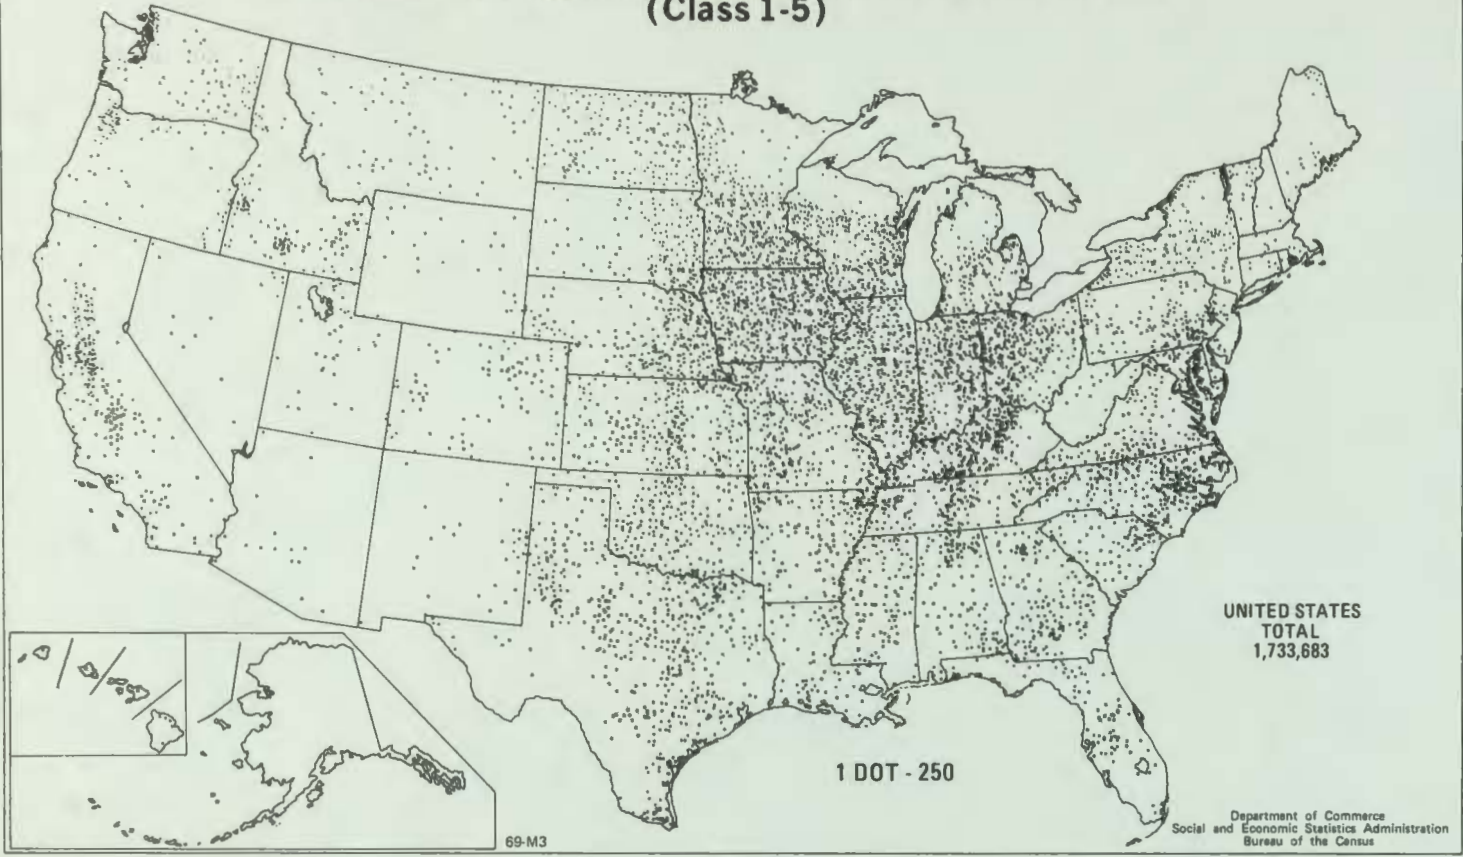 (Class 1-5)
UNITED STATES
TOTAL
1,733,683
1 DOT - 250
69-M3
Department of Commerce
Social and Economic Statistics Administration
Bureau of the Census